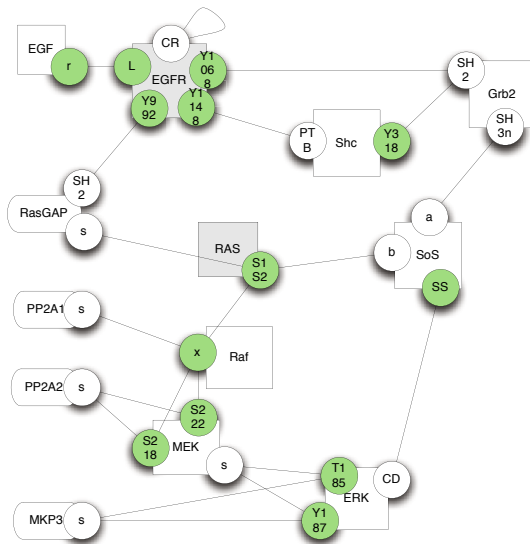 CR
EGF
r
L
EGFR
Y1
06
8
SH
2
Grb2
Y9
92
Y1
14
8
PT
B
Shc
Y3
18
SH
3n
SH
2
RasGAP
s
a
RAS
S1
S2
b
SoS
SS
PP2A1
s
x
Raf
PP2A2
s
S2
22
S2
18
MEK
s
T1
85
CD
ERK
MKP3
s
Y1
87